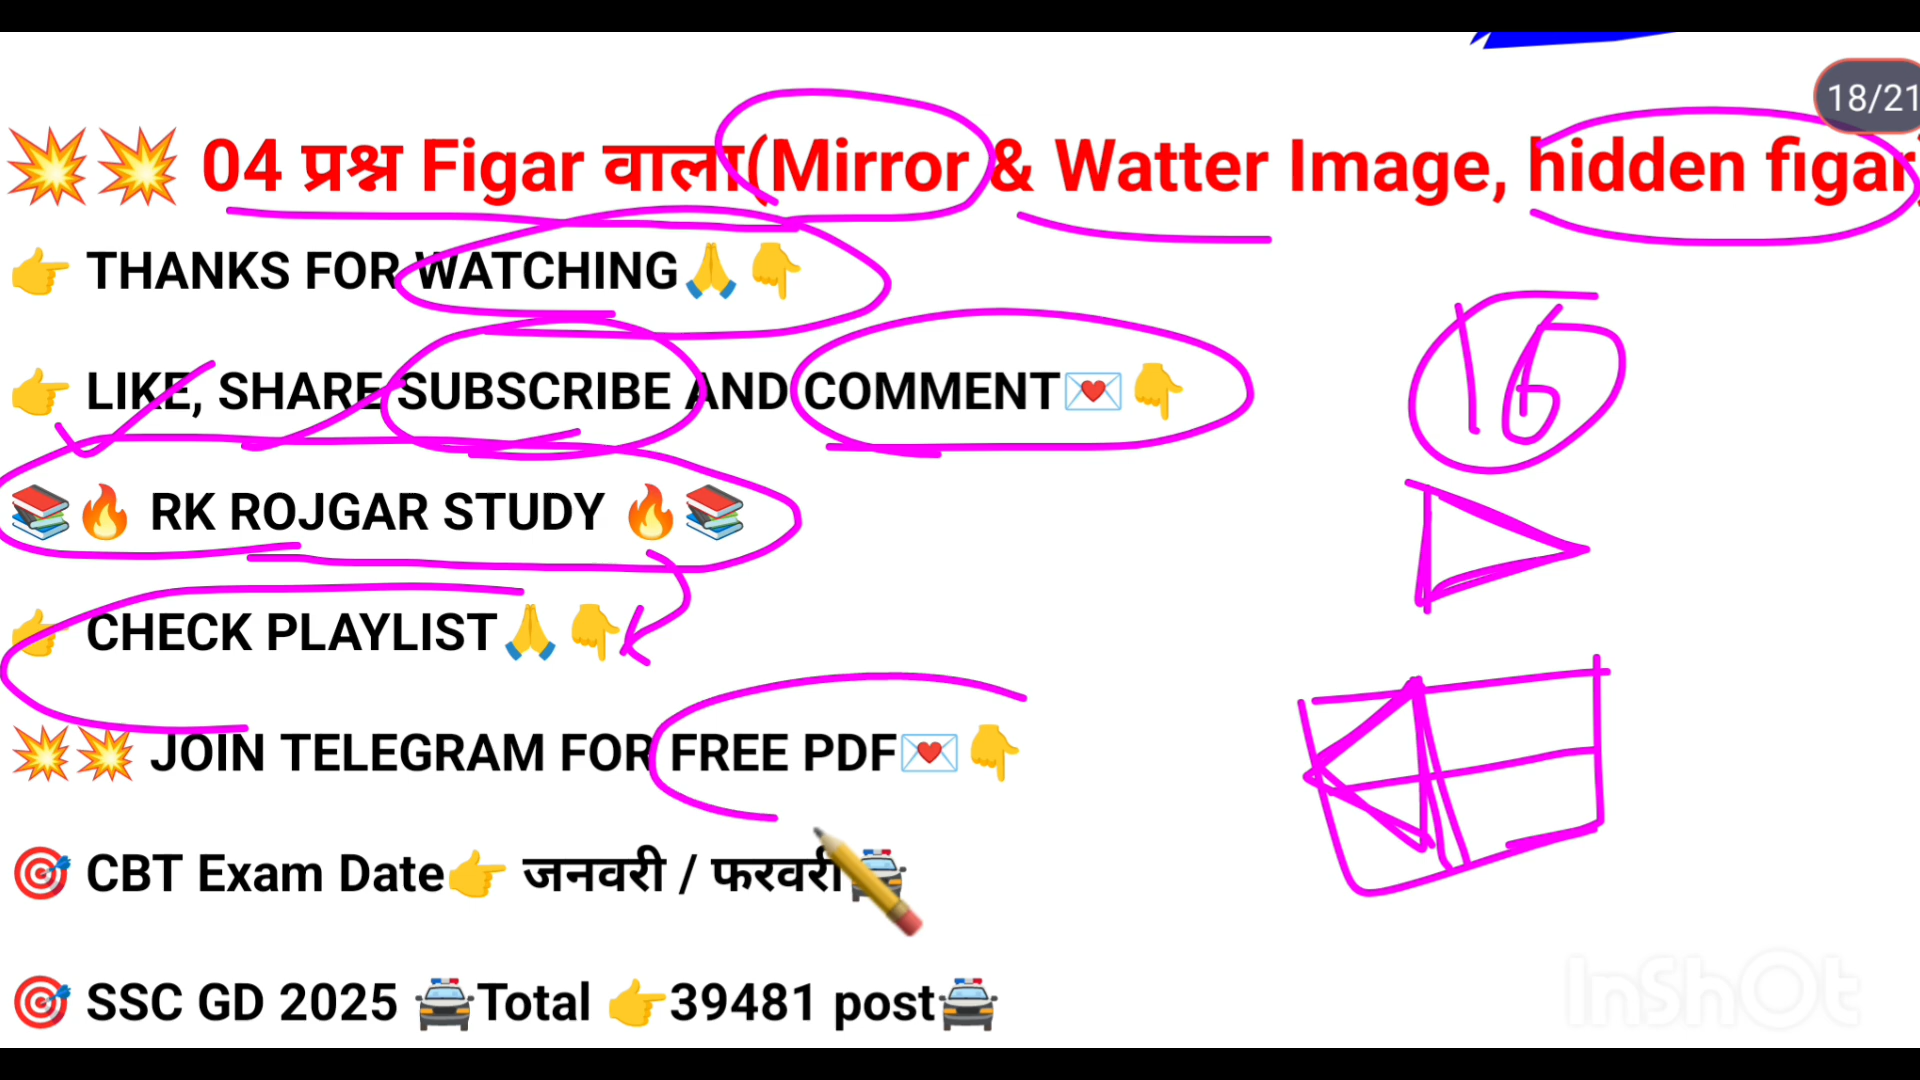 18/21
💥💥 04 प्रश्न Figar वाला(Mirror & Watter Image, hidden figar)
👉 THANKS FOR WATCHING🙏👇
👉 LIKE, SHARE SUBSCRIBE AND COMMENT💌👇
16
📚🔥 RK ROJGAR STUDY 🔥📚
👉 CHECK PLAYLIST🙏👇
💥💥 JOIN TELEGRAM FOR FREE PDF💌👇
🎯 CBT Exam Date👉 जनवरी / फरवरी🚔
🎯 SSC GD 2025 🚔Total 👉39481 post🚔
InShOt